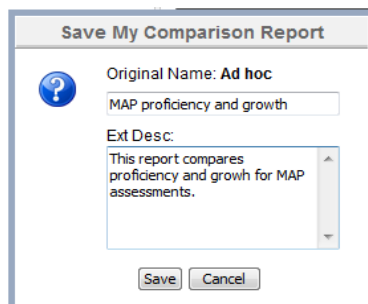 Save My Comparison Report
Original Name: Ad hoc
MAP proficiency and growth
Ext Desc:
This report compares
proficiency and growh for MAP
assessments.
Save Cancel